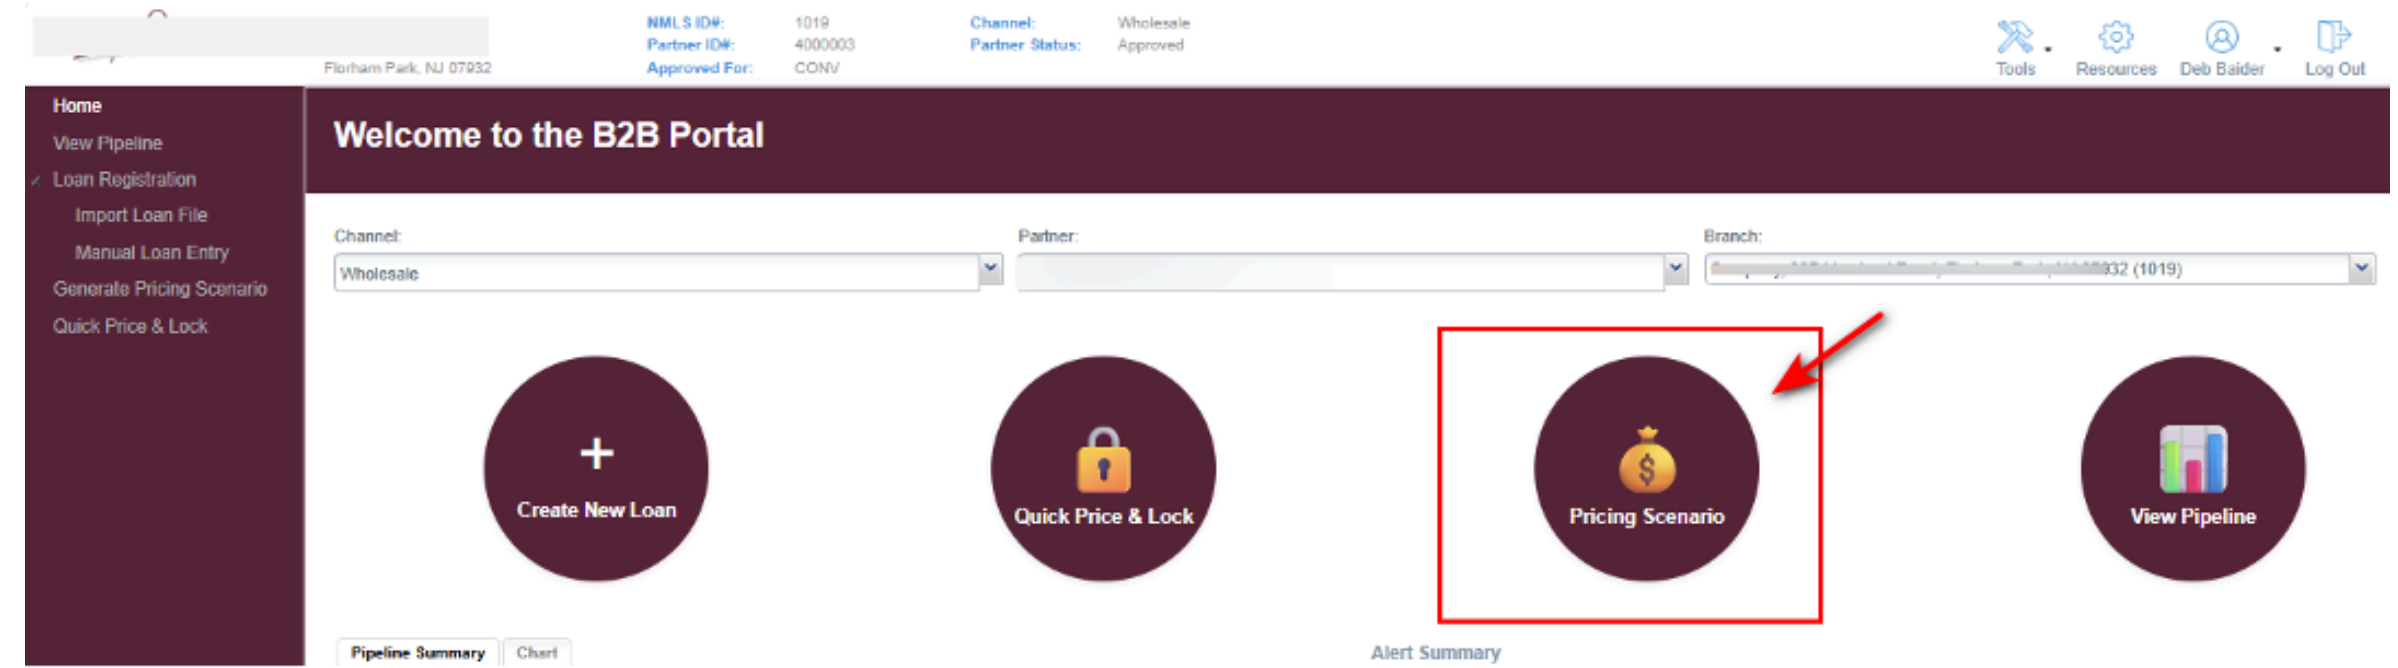 NMLS ID#: 1019 Channel: Wholesale
Partner ID#: 4000003 Partner Status: Approved
Florham Park, NJ 07932 Approved For: CONV
Tools Resources Deb Baider Log Out
Home
View Pipeline
Loan Registration
Import Loan File
Manual Loan Entry
Generate Pricing Scenario
Quick Price & Lock
Welcome to the B2B Portal
Channel: Partner: Branch:
Wholesale (1019)
Create New Loan
Quick Price & Lock
$
Pricing Scenario
View Pipeline
Pipeline Summary Chart Alert Summary